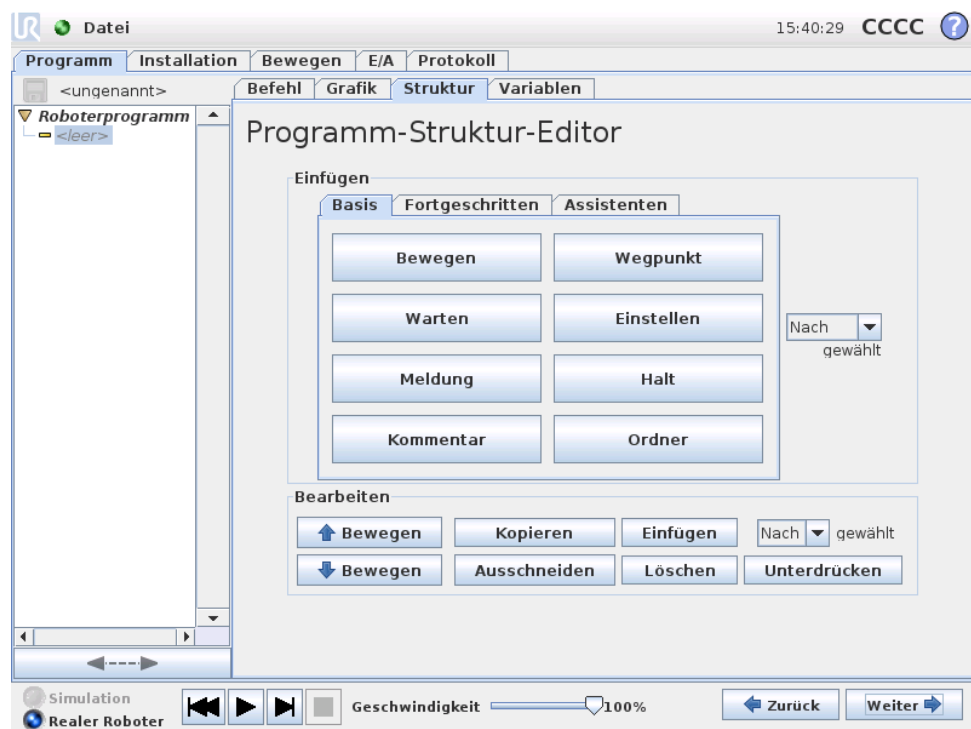 UR Datei 15:40:29 CCCC ?
Programm Installation Bewegen E/A Protokoll
<ungenannt> Befehl Grafik Struktur Variablen
Roboterprogramm
<leer>
Programm-Struktur-Editor
Einfügen
Basis Fortgeschritten Assistenten
Bewegen Wegpunkt
Warten Einstellen
Nach
gewählt
Meldung Halt
Kommentar Ordner
Bearbeiten
Bewegen Kopieren Einfügen Nach gewählt
Bewegen Ausschneiden Löschen Unterdrücken
Simulation
Realer Roboter
Geschwindigkeit 100% Zurück Weiter